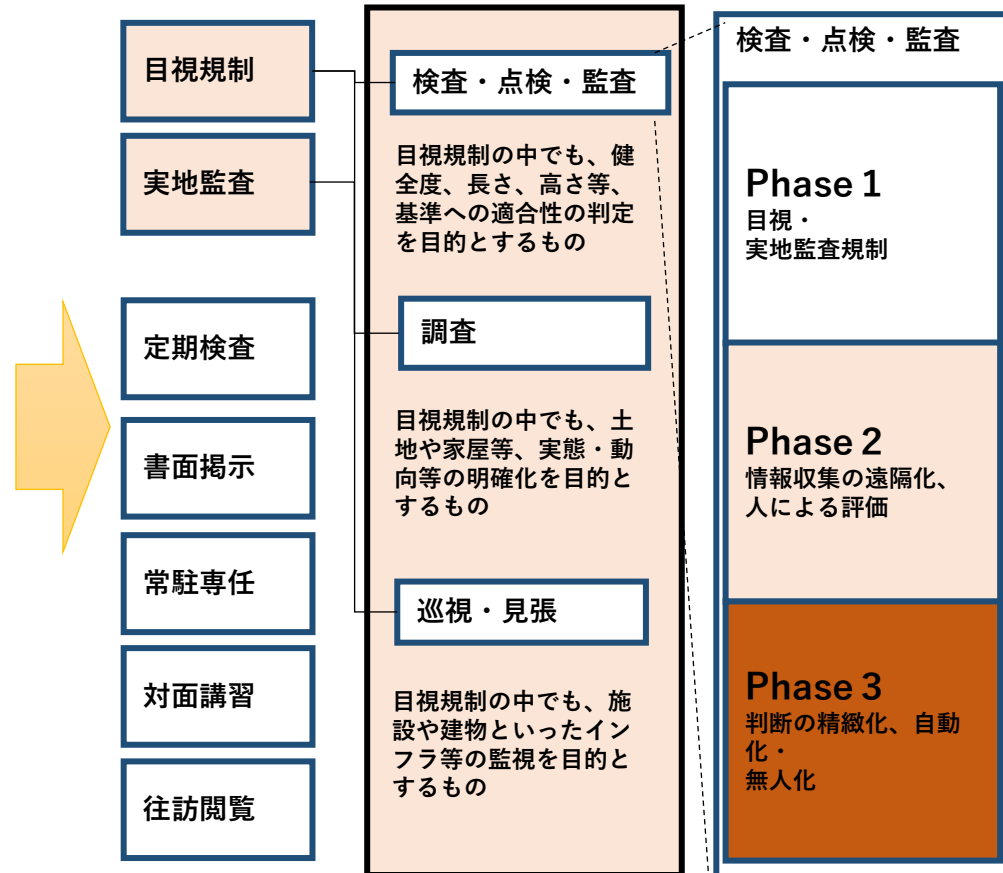 目視規制
実地監査
定期検査
書面掲示
常駐専任
対面講習
往訪閲覧
検査・点検・監査
目視規制の中でも、健
全度、長さ、高さ等、
基準への適合性の判定
を目的とするもの
調査
目視規制の中でも、土
地や家屋等、実態・動
向等の明確化を目的と
するもの
巡視・見張
目視規制の中でも、施
設や建物といったイン
フラ等の監視を目的と
するもの
検査・点検・監査
Phase 1
目視・
実地監査規制
Phase 2
情報収集の遠隔化、
人による評価
Phase 3
判断の精緻化、自動
化・
無人化